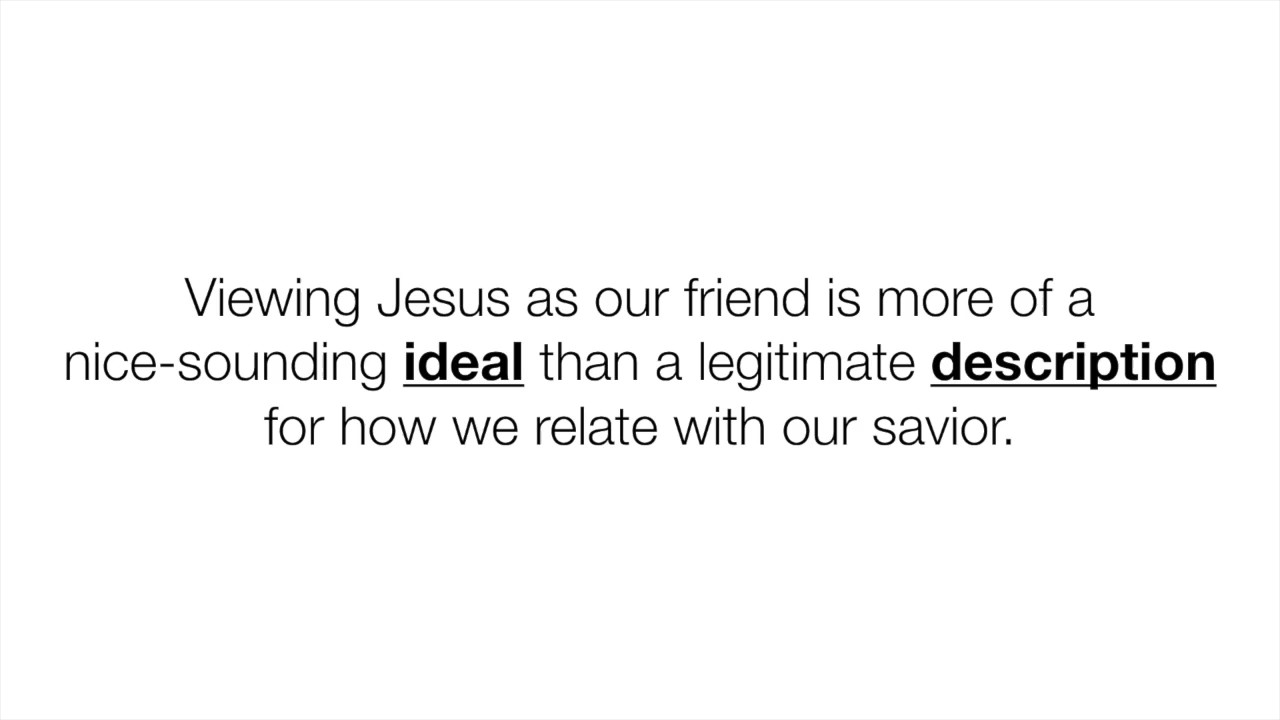 Viewing Jesus as our friend is more of a
nice-sounding ideal than a legitimate description
for how we relate with our savior.